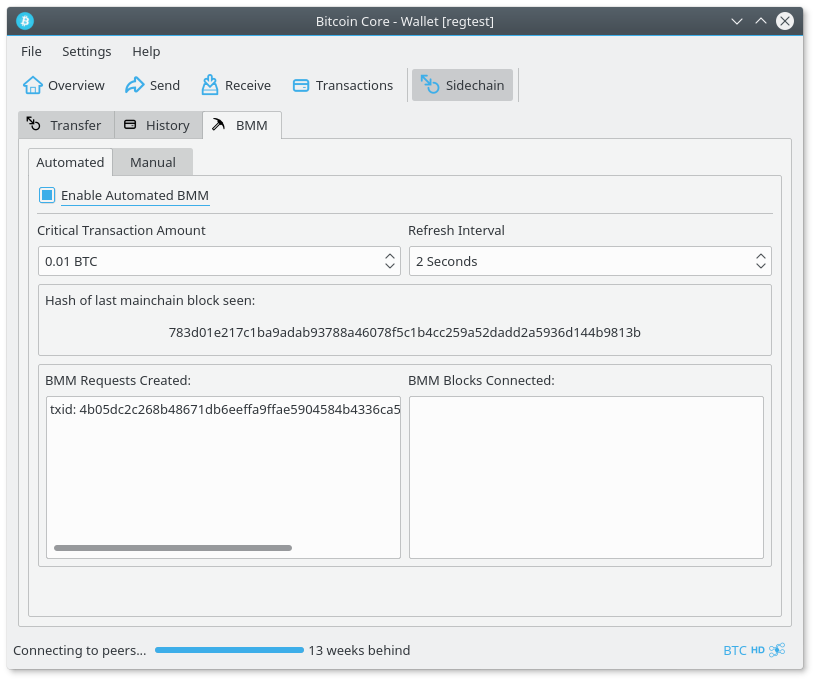 Bitcoin Core - Wallet [regtest]
File Settings Help
Overview Send Receive Transactions Sidechain
Transfer History BMM
Automated Manual
Enable Automated BMM
Critical Transaction Amount Refresh Interval
0.01 BTC 2 Seconds
Hash of last mainchain block seen:
783d01e217c1ba9adab93788a46078f5c1b4cc259a52dadd2a5936d144b9813b
BMM Requests Created: BMM Blocks Connected:
txid: 4b05dc2c268b48671db6eeffa9ffae5904584b4336ca5
Connecting to peers... 13 weeks behind BTC HD